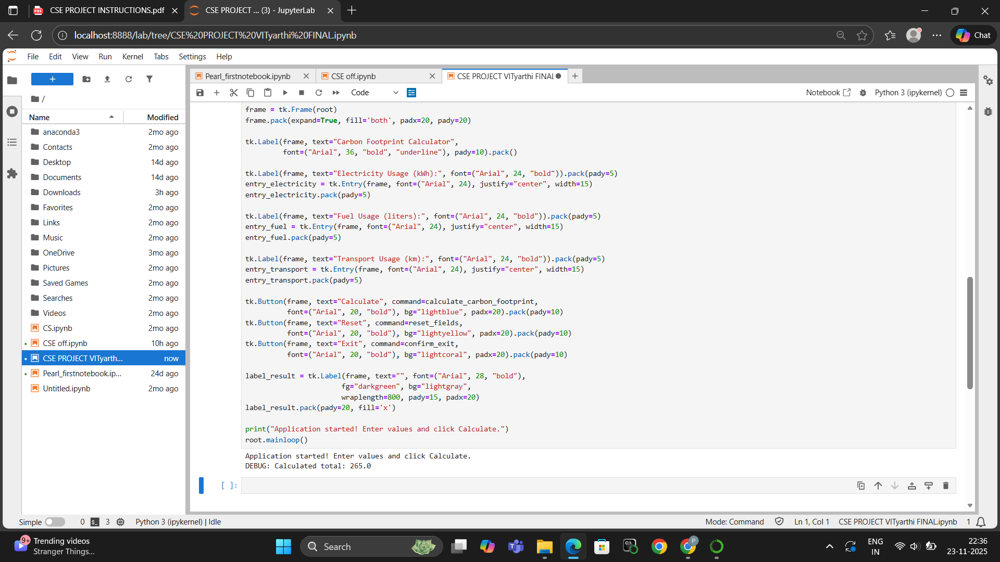 CSE PROJECT INSTRUCTIONS.pdf
CSE PROJECT ... (3) - JupyterLab
localhost:8888/lab/tree/CSE%20PROJECT%20VITyarthi%20FINAL.ipynb
Chat
File Edit View Run Kernel Tabs Settings Help
Pearl_firstnotebook.ipynb
CSE off.ipynb
CSE PROJECT VITyarthi FINAL
Code
Notebook
Python 3 (ipykernel)
/
Name Modified
anaconda3 2mo ago
Contacts 2mo ago
Desktop 14d ago
Documents 14d ago
Downloads 3h ago
Favorites 2mo ago
Links 2mo ago
Music 2mo ago
OneDrive 3mo ago
Pictures 2mo ago
Saved Games 2mo ago
Searches 2mo ago
Videos 2mo ago
CS.ipynb 2mo ago
CSE off.ipynb 10h ago
CSE PROJECT VITyarth... now
Pearl_firstnotebook.ip... 24d ago
Untitled.ipynb 2mo ago
frame = tk.Frame(root)
frame.pack(expand=True, fill='both', padx=20, pady=20)
tk.Label(frame, text="Carbon Footprint Calculator",
font=("Arial", 36, "bold", "underline"), pady=10).pack()
tk.Label(frame, text="Electricity Usage (kWh):", font=("Arial", 24, "bold")).pack(pady=5)
entry_electricity = tk.Entry(frame, font=("Arial", 24), justify="center", width=15)
entry_electricity.pack(pady=5)
tk.Label(frame, text="Fuel Usage (liters):", font=("Arial", 24, "bold")).pack(pady=5)
entry_fuel = tk.Entry(frame, font=("Arial", 24), justify="center", width=15)
entry_fuel.pack(pady=5)
tk.Label(frame, text="Transport Usage (km):", font=("Arial", 24, "bold")).pack(pady=5)
entry_transport = tk.Entry(frame, font=("Arial", 24), justify="center", width=15)
entry_transport.pack(pady=5)
tk.Button(frame, text="Calculate", command=calculate_carbon_footprint,
font=("Arial", 20, "bold"), bg="lightblue", padx=20).pack(pady=10)
tk.Button(frame, text="Reset", command=reset_fields,
font=("Arial", 20, "bold"), bg="lightyellow", padx=20).pack(pady=10)
tk.Button(frame, text="Exit", command=confirm_exit,
font=("Arial", 20, "bold"), bg="lightcoral", padx=20).pack(pady=10)
label_result = tk.Label(frame, text="", font=("Arial", 28, "bold"),
fg="darkgreen", bg="lightgray",
wraplength=800, pady=15, padx=20)
label_result.pack(pady=20, fill='x')
print("Application started! Enter values and click Calculate.")
root.mainloop()
Application started! Enter values and click Calculate.
DEBUG: Calculated total: 265.0
[ ]:
Simple 0 3 Python 3 (ipykernel) | Idle
Mode: Command Ln 1, Col 1 CSE PROJECT VITyarthi FINAL.ipynb 1
9+
Trending videos
Stranger Things...
Search
P
ENG
IN
22:36
23-11-2025